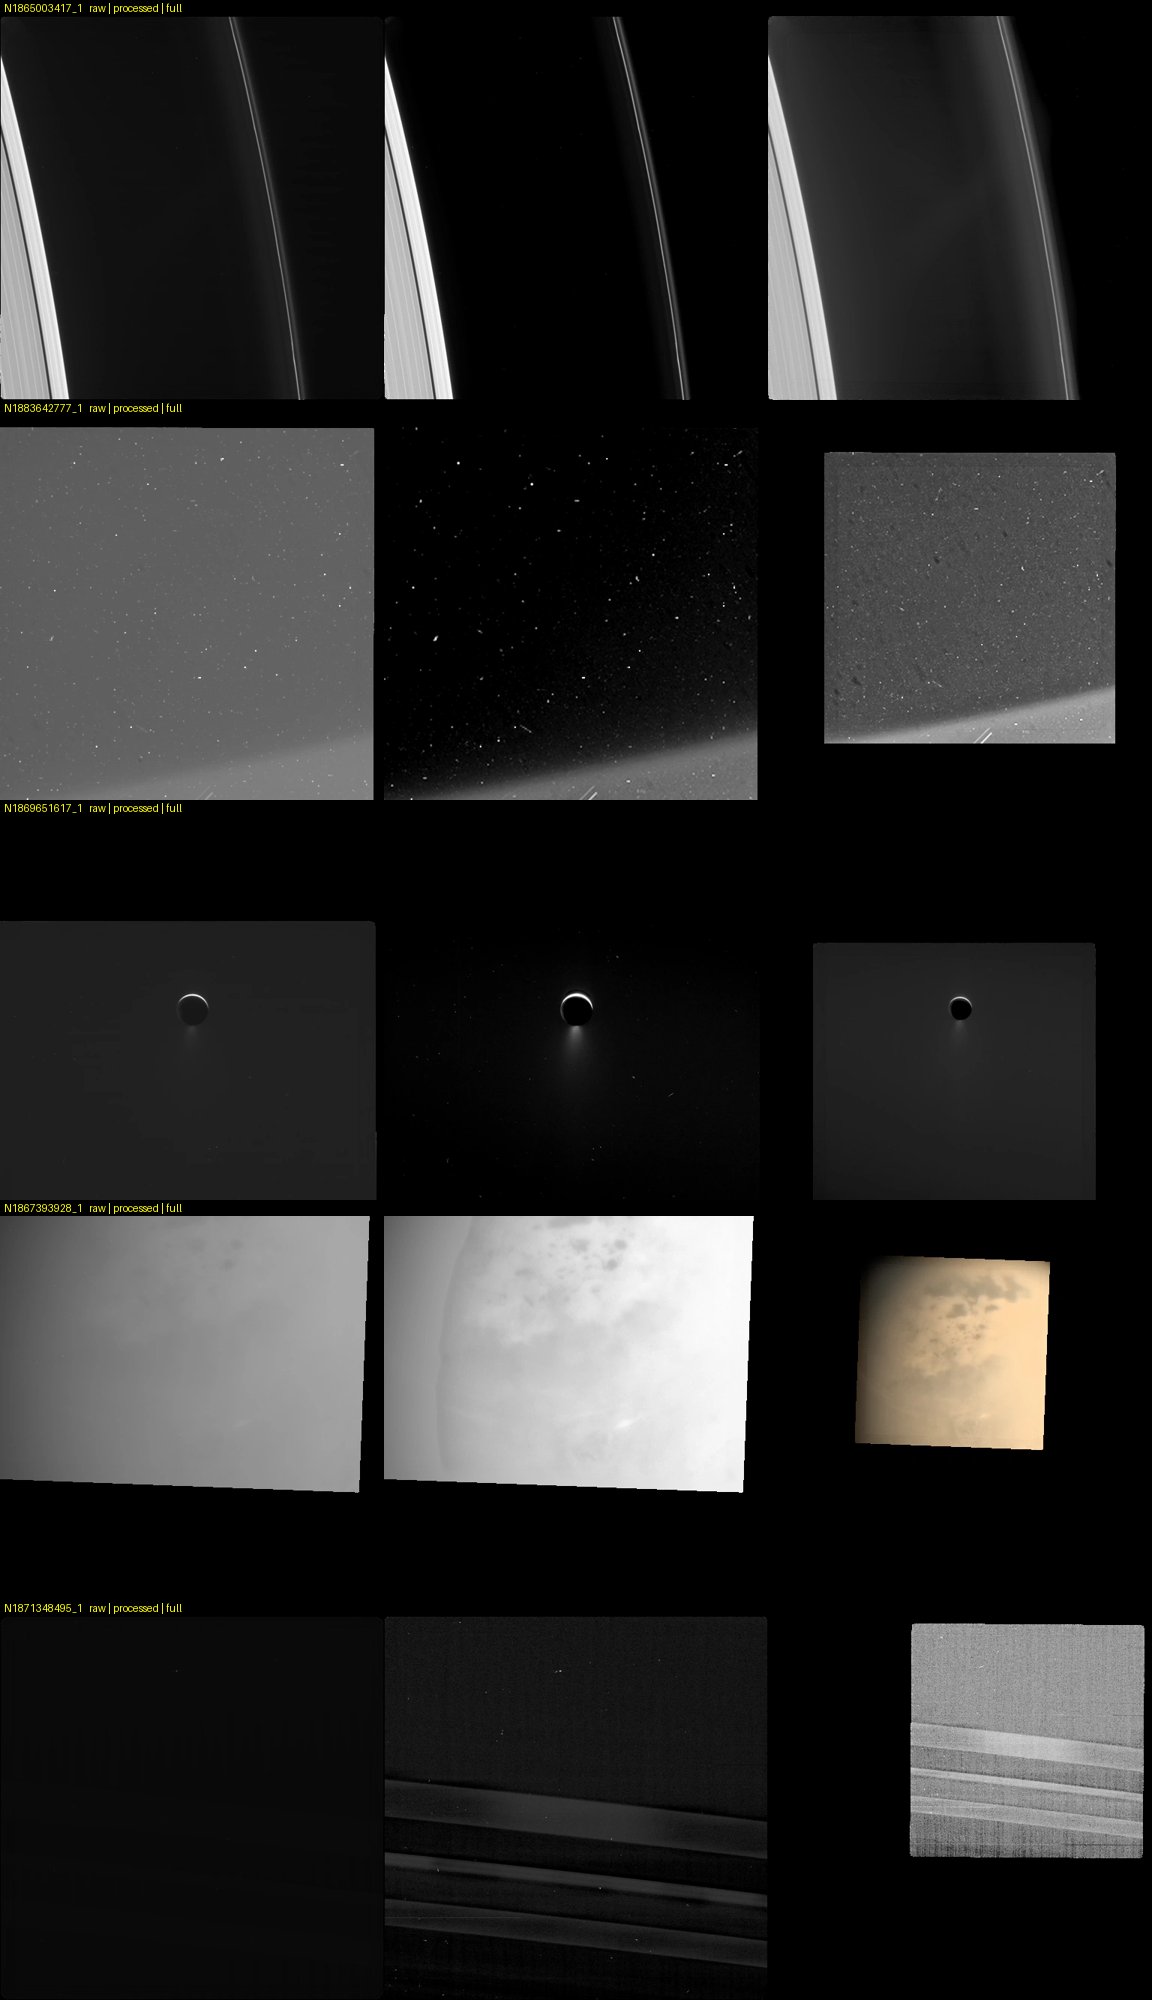 N1865003417_1 raw | processed | full
N1883642777_1 raw | processed | full
N1869651617_1 raw | processed | full
N1867393928_1 raw | processed | full
N1871348495_1 raw | processed | full